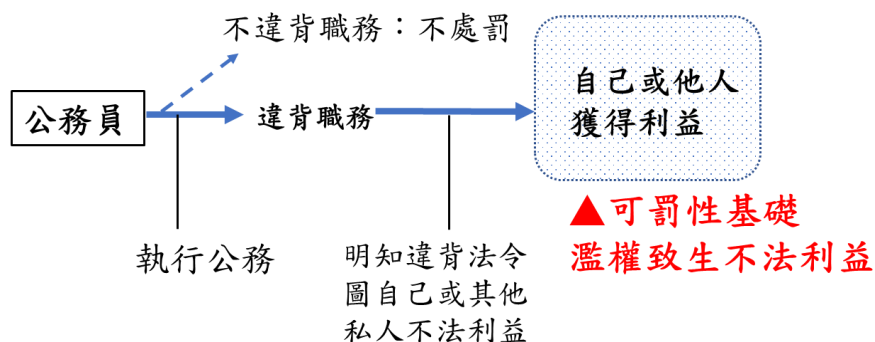 不違背職務：不處罰
公務員
違背職務
自己或他人
獲得利益
執行公務
明知違背法令
圖自己或其他
私人不法利益
▲可罰性基礎
濫權致生不法利益